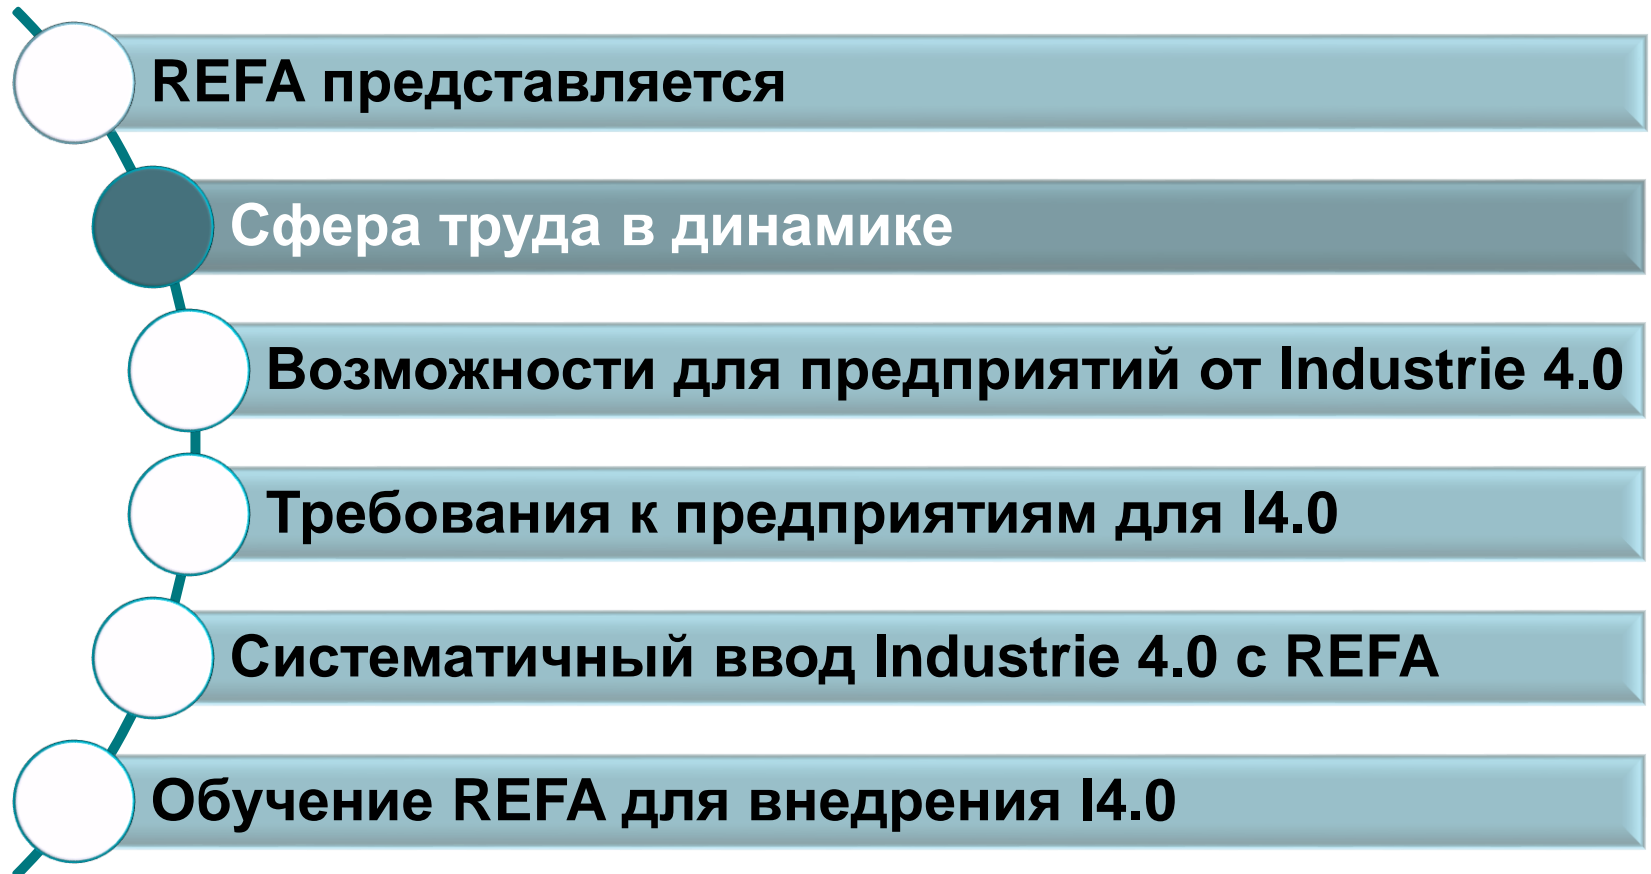 REFA представляется
Сфера труда в динамике
Возможности для предприятий от Industrie 4.0
Требования к предприятиям для I4.0
Систематичный ввод Industrie 4.0 с REFA
Обучение REFA для внедрения I4.0